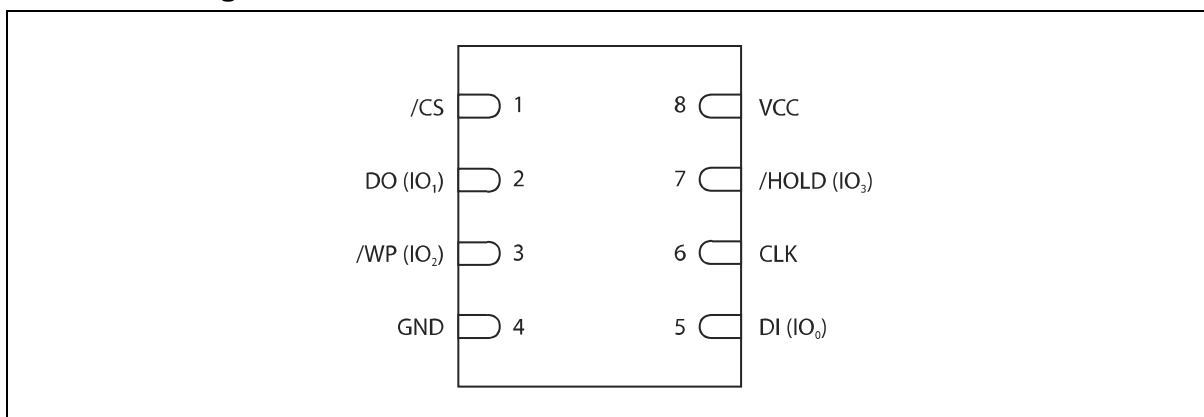 /CS 1 8 VCC
DO (IO₁) 2 7 /HOLD (IO₃)
/WP (IO₂) 3 6 CLK
GND 4 5 DI (IO₀)